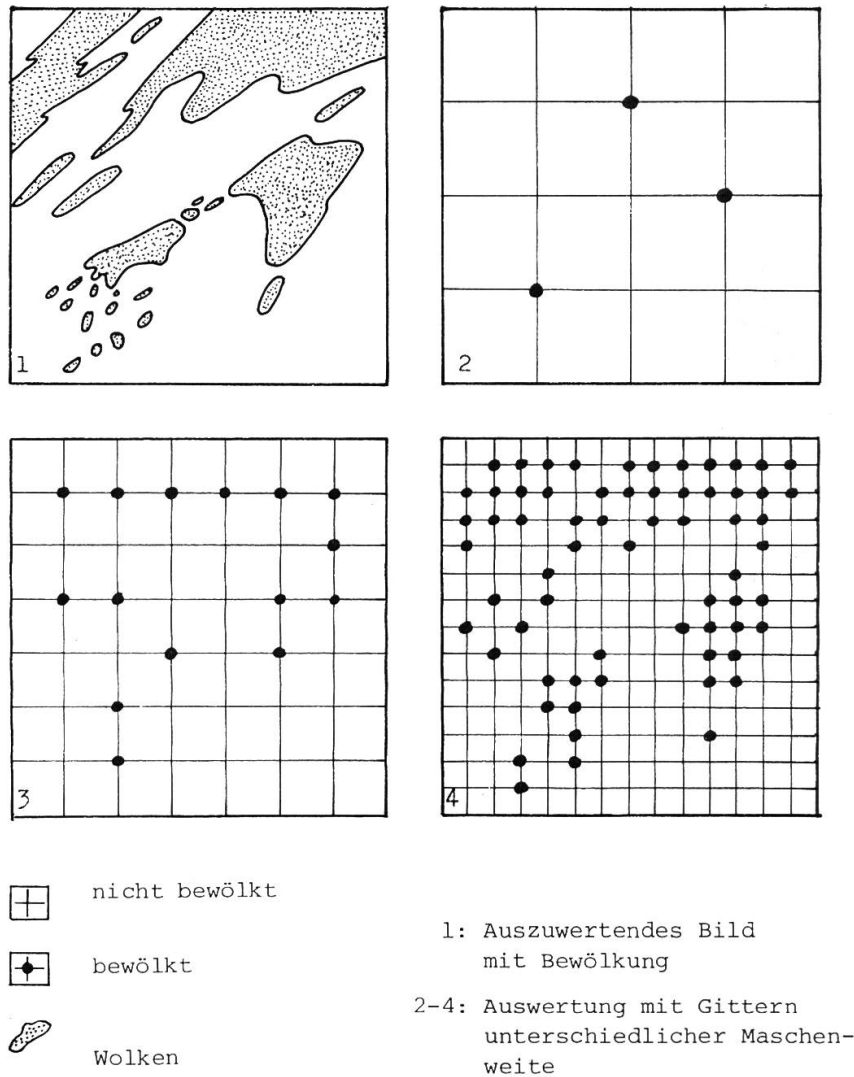 1
2
3
4
nicht bewölkt
bewölkt
Wolken
1: Auszuwertendes Bild
mit Bewölkung
2-4: Auswertung mit Gittern
unterschiedlicher Maschen-
weite